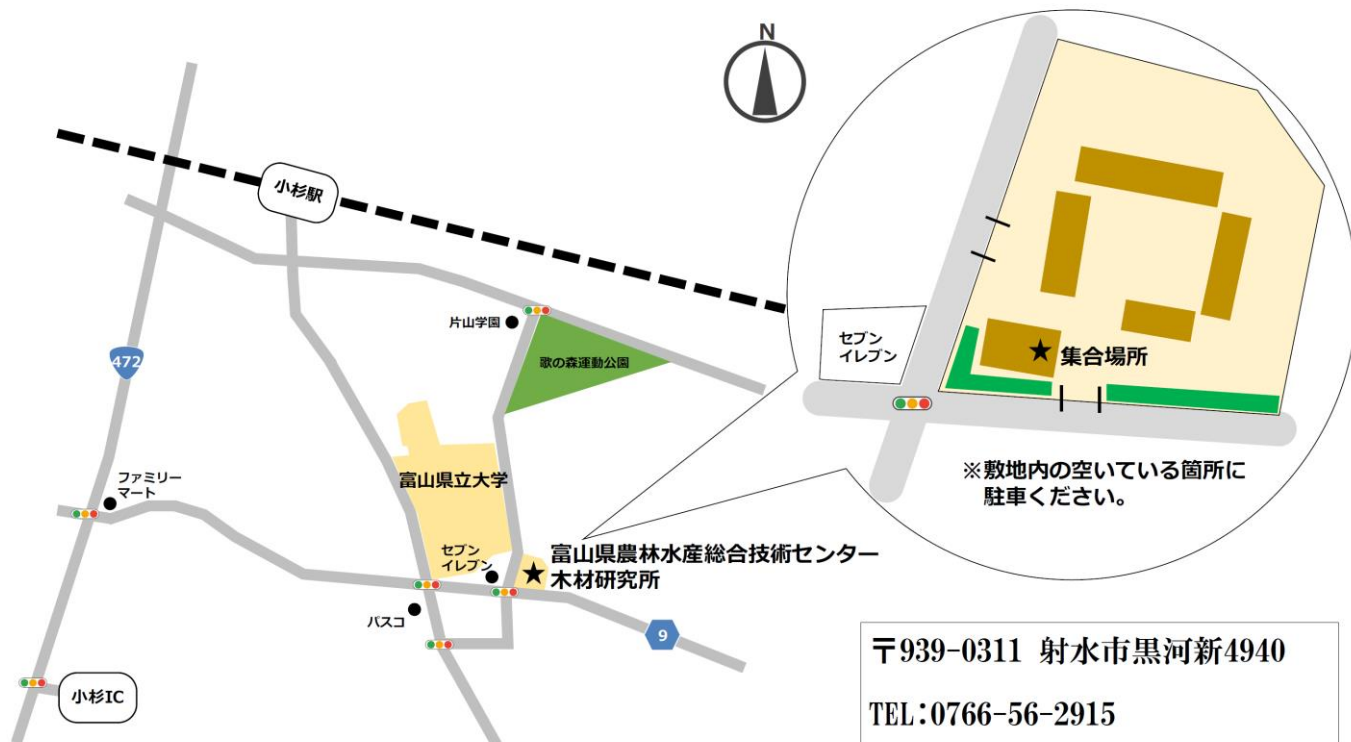 N
小杉駅
472
片山学園
歌の森運動公園
ファミリー
マート
富山県立大学
セブン
イレブン
富山県農林水産総合技術センター
木材研究所
パスコ
9
小杉IC
セブン
イレブン
集合場所
※敷地内の空いている箇所に
駐車ください。
〒939-0311 射水市黒河新4940
TEL:0766-56-2915